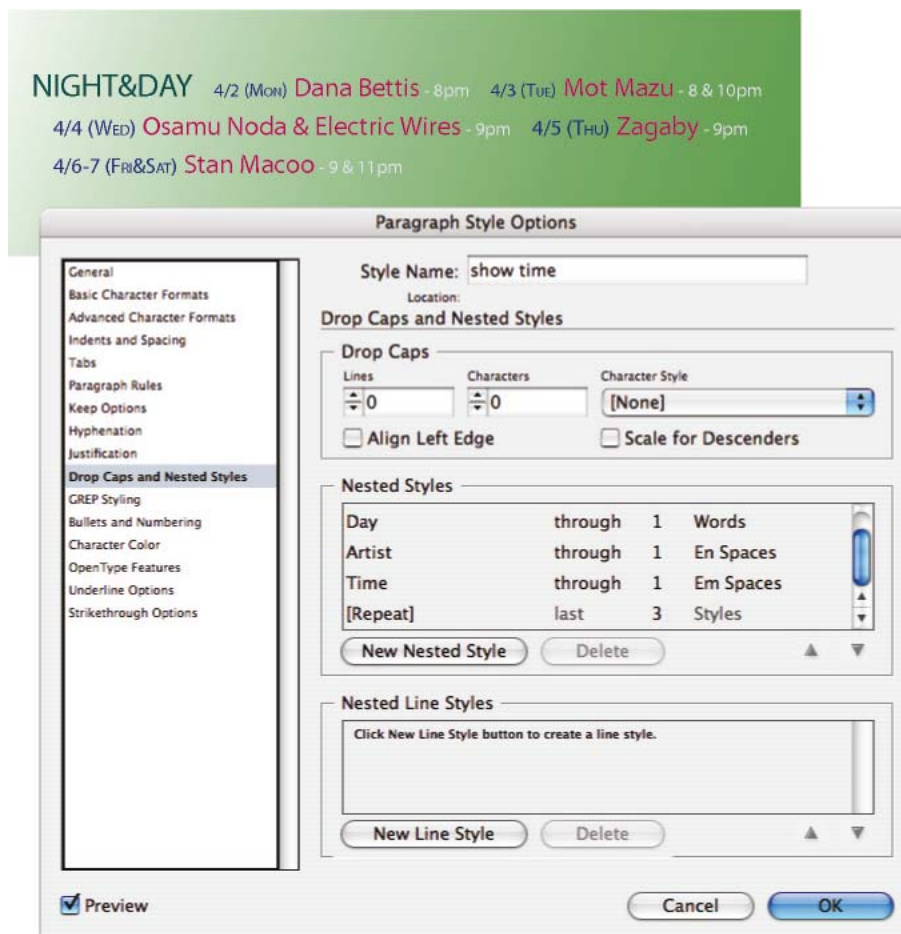 NIGHT&DAY 4/2 (MON) Dana Bettis - 8pm 4/3 (TUE) Mot Mazu - 8 & 10pm
4/4 (WED) Osamu Noda & Electric Wires - 9pm 4/5 (THU) Zagaby - 9pm
4/6-7 (FRI&SAT) Stan Macoo - 9 & 11pm
Paragraph Style Options
General
Basic Character Formats
Advanced Character Formats
Indents and Spacing
Tabs
Paragraph Rules
Keep Options
Hyphenation
Justification
Drop Caps and Nested Styles
GREP Styling
Bullets and Numbering
Character Color
OpenType Features
Underline Options
Strikethrough Options
Style Name: show time
Location:
Drop Caps and Nested Styles
Drop Caps
Lines Characters Character Style
0 0 [None]
Align Left Edge Scale for Descenders
Nested Styles
Day through 1 Words
Artist through 1 En Spaces
Time through 1 Em Spaces
[Repeat] last 3 Styles
New Nested Style Delete
Nested Line Styles
Click New Line Style button to create a line style.
New Line Style Delete
Preview Cancel OK